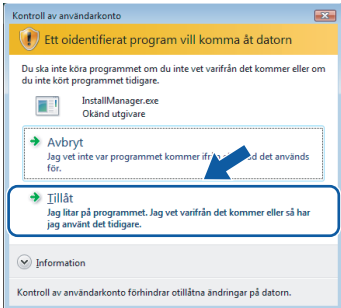 Kontroll av användarkonto
Ett oidentifierat program vill komma åt datorn
Du ska inte köra programmet om du inte vet varifrån det kommer eller om
du inte kört programmet tidigare.
InstallManager.exe
Okänd utgivare
Avbryt
Jag vet inte var programmet kommer ifrån det används
för.
Tillåt
Jag litar på programmet. Jag vet varifrån det kommer eller så har
jag använt det tidigare.
Information
Kontroll av användarkonto förhindrar otillåtna ändringar på datorn.